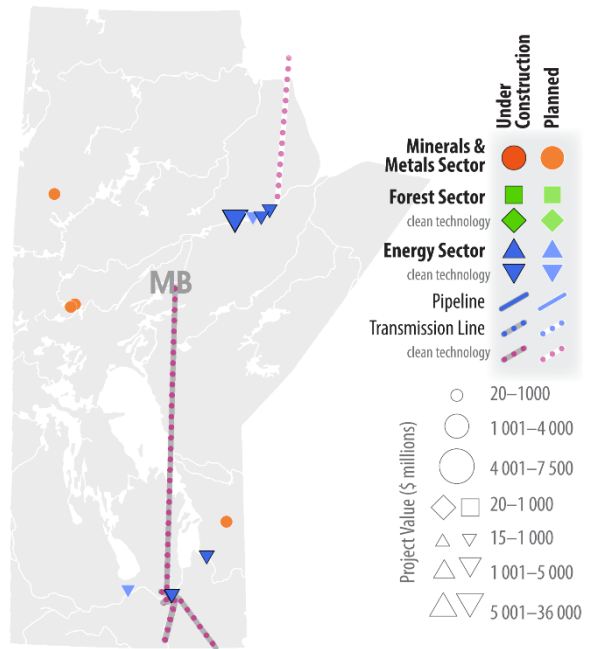 MB
Under
Construction
Planned
Minerals &
Metals Sector
Forest Sector
clean technology
Energy Sector
clean technology
Pipeline
Transmission Line
clean technology
Project Value ($ millions)
20–1000
1 001–4 000
4 001–7 500
20–1 000
15–1 000
1 001–5 000
5 001–36 000